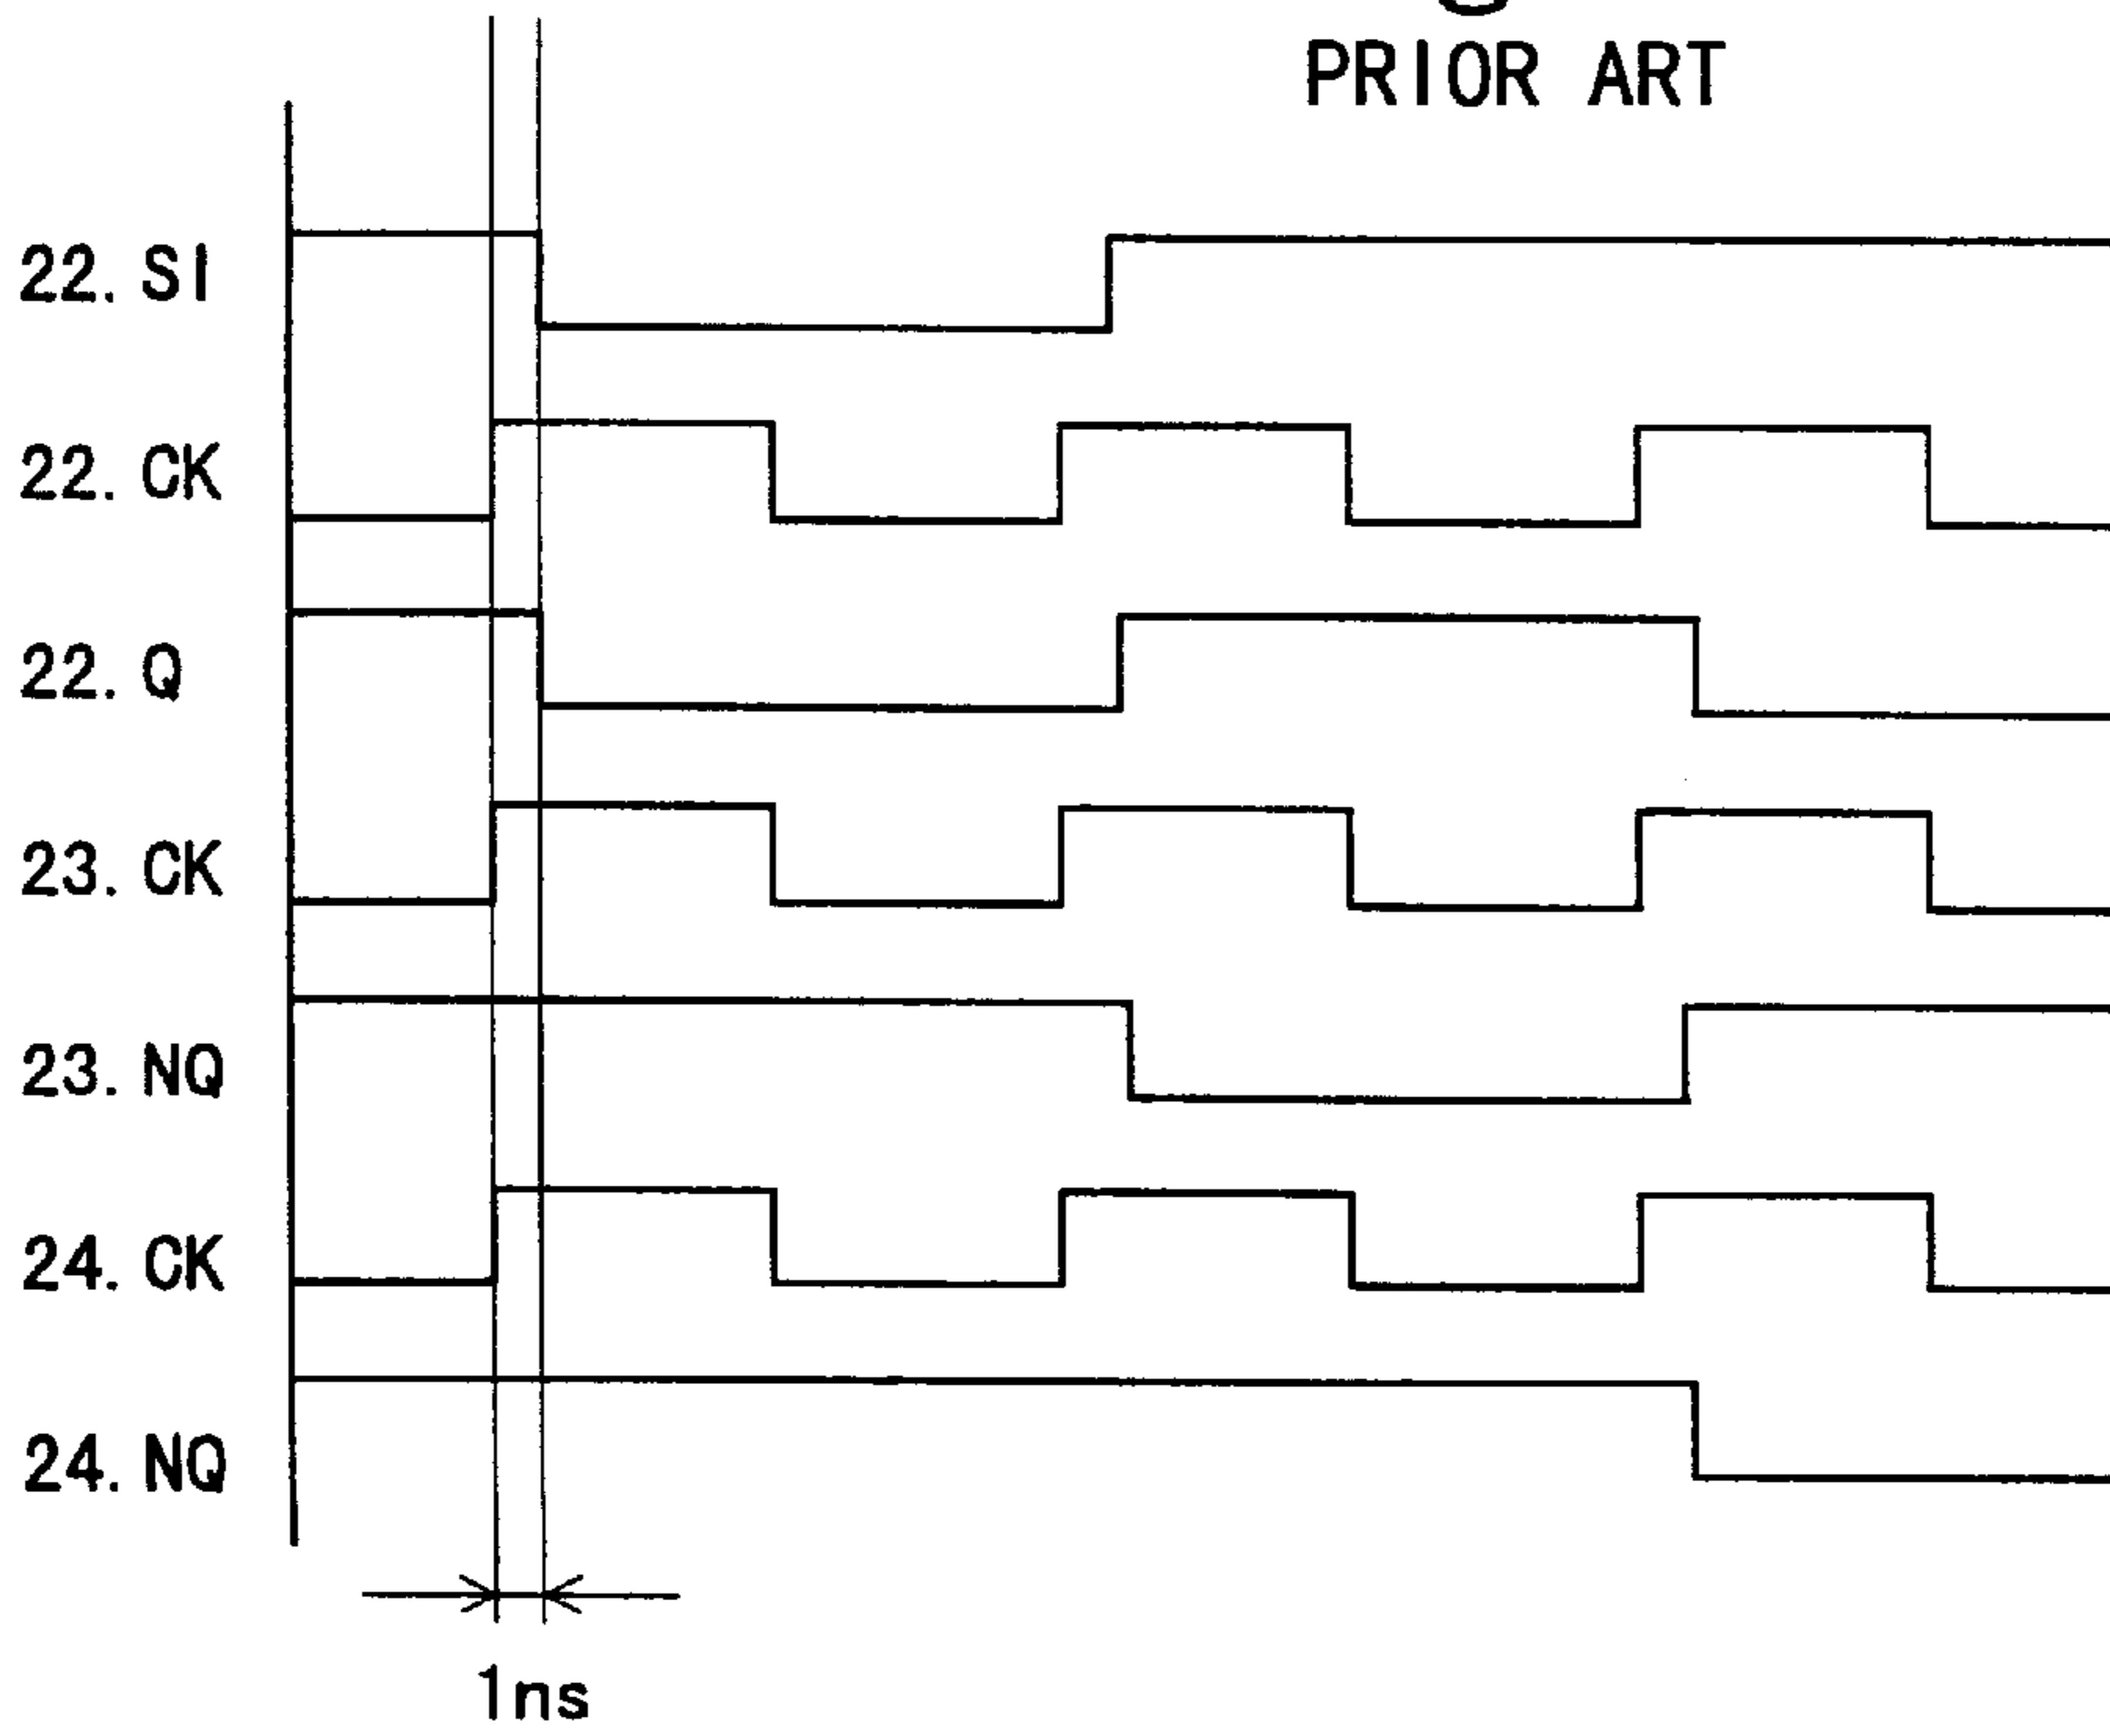 PRIOR ART
22. SI
22. CK
22. Q
23. CK
23. NQ
24. CK
24. NQ
1ns